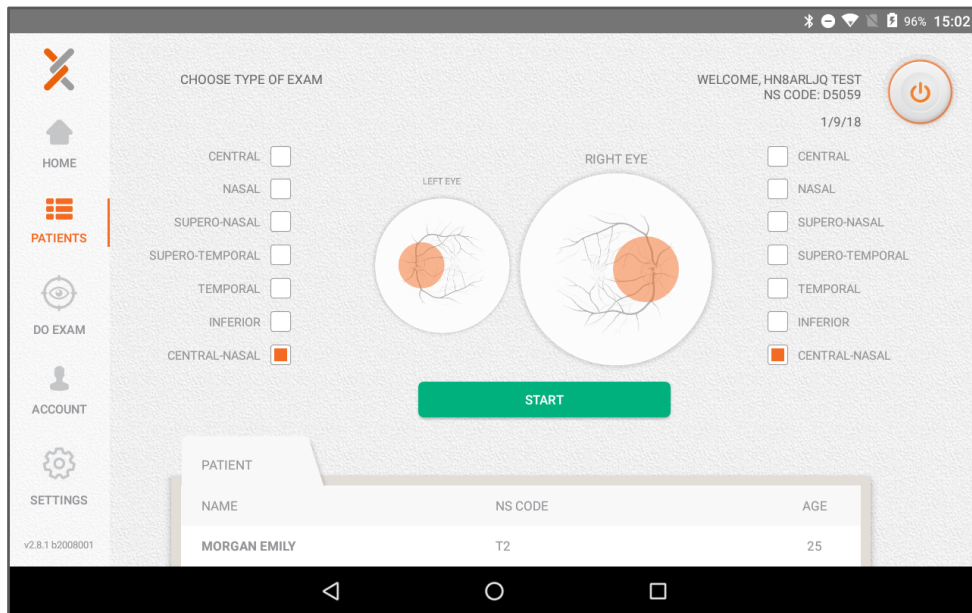 96% 15:02
CHOOSE TYPE OF EXAM
WELCOME, HN8ARLJQ TEST
NS CODE: D5059
1/9/18
HOME
PATIENTS
DO EXAM
ACCOUNT
SETTINGS
v2.8.1 b2008001
CENTRAL
NASAL
SUPERO-NASAL
SUPERO-TEMPORAL
TEMPORAL
INFERIOR
CENTRAL-NASAL
LEFT EYE
RIGHT EYE
CENTRAL
NASAL
SUPERO-NASAL
SUPERO-TEMPORAL
TEMPORAL
INFERIOR
CENTRAL-NASAL
START
PATIENT
NAME NS CODE AGE
MORGAN EMILY T2 25